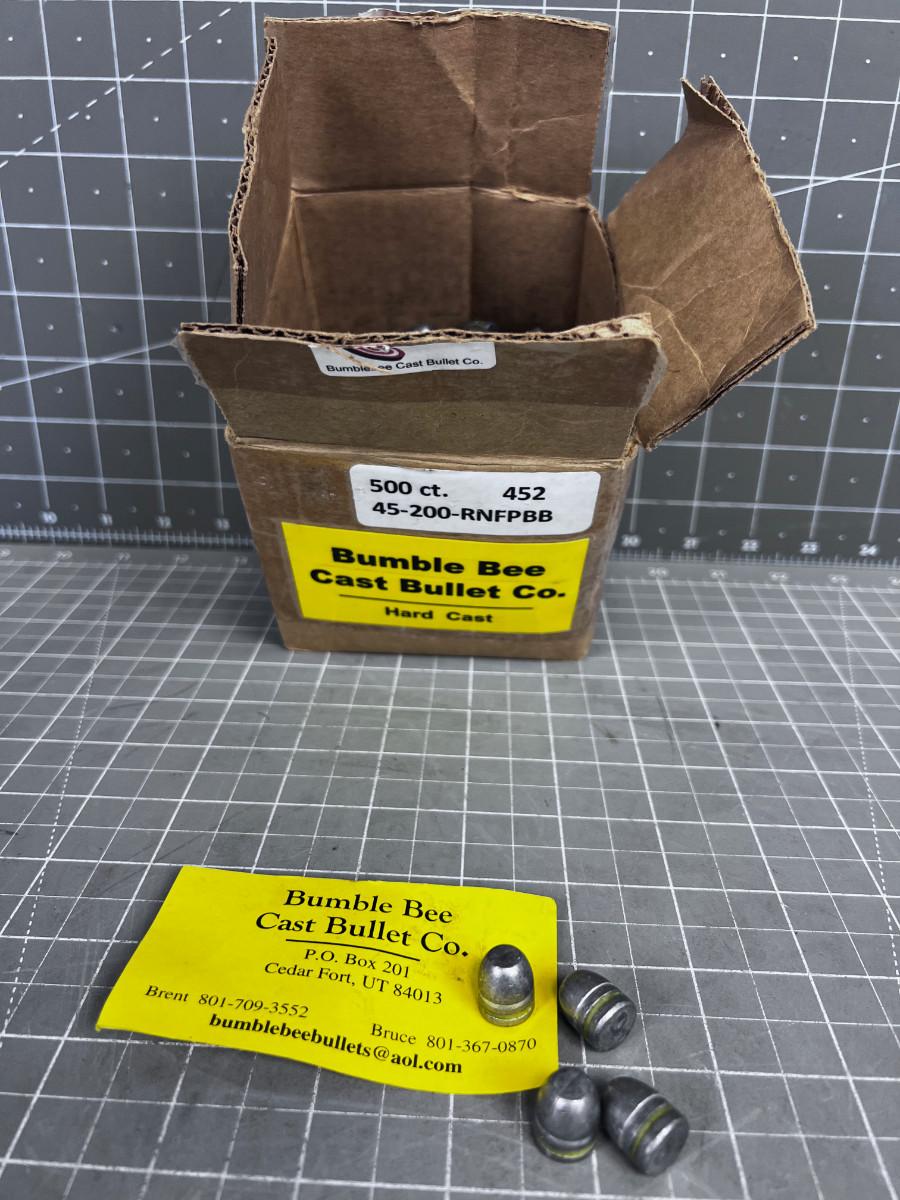 Bumblebee Cast Bullet Co.
500 ct. 452
45-200-RNFPBB
Bumble Bee
Cast Bullet Co.
Hard Cast
Bumble Bee
Cast Bullet Co.
P.O. Box 201
Cedar Fort, UT 84013
Brent 801-709-3552
Bruce 801-367-0870
bumblebeebullets@aol.com